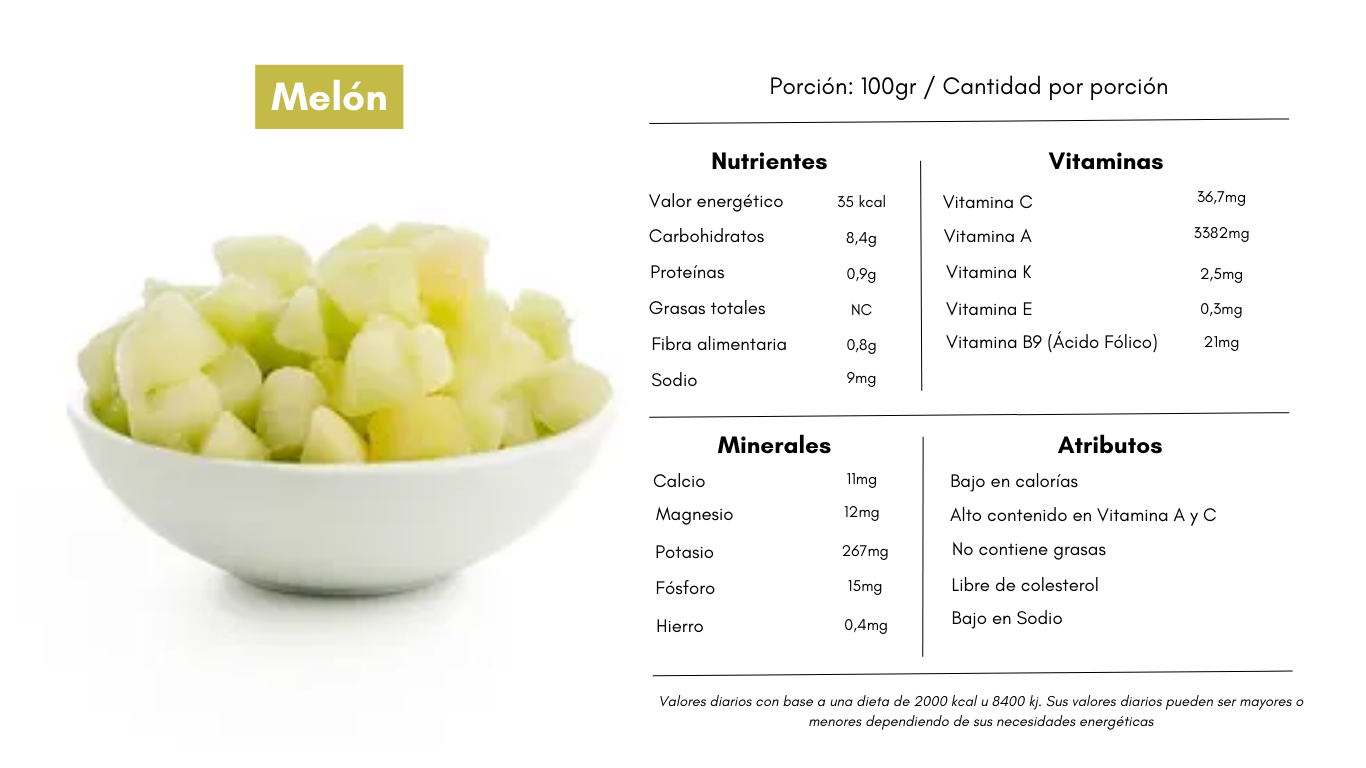 Melón
Porción: 100gr / Cantidad por porción
Nutrientes
Valor energético 35 kcal
Carbohidratos 8,4g
Proteínas 0,9g
Grasas totales NC
Fibra alimentaria 0,8g
Sodio 9mg
Vitaminas
Vitamina C 36,7mg
Vitamina A 3382mg
Vitamina K 2,5mg
Vitamina E 0,3mg
Vitamina B9 (Ácido Fólico) 21mg
Minerales
Calcio 11mg
Magnesio 12mg
Potasio 267mg
Fósforo 15mg
Hierro 0,4mg
Atributos
Bajo en calorías
Alto contenido en Vitamina A y C
No contiene grasas
Libre de colesterol
Bajo en Sodio
Valores diarios con base a una dieta de 2000 kcal u 8400 kj. Sus valores diarios pueden ser mayores o
menores dependiendo de sus necesidades energéticas